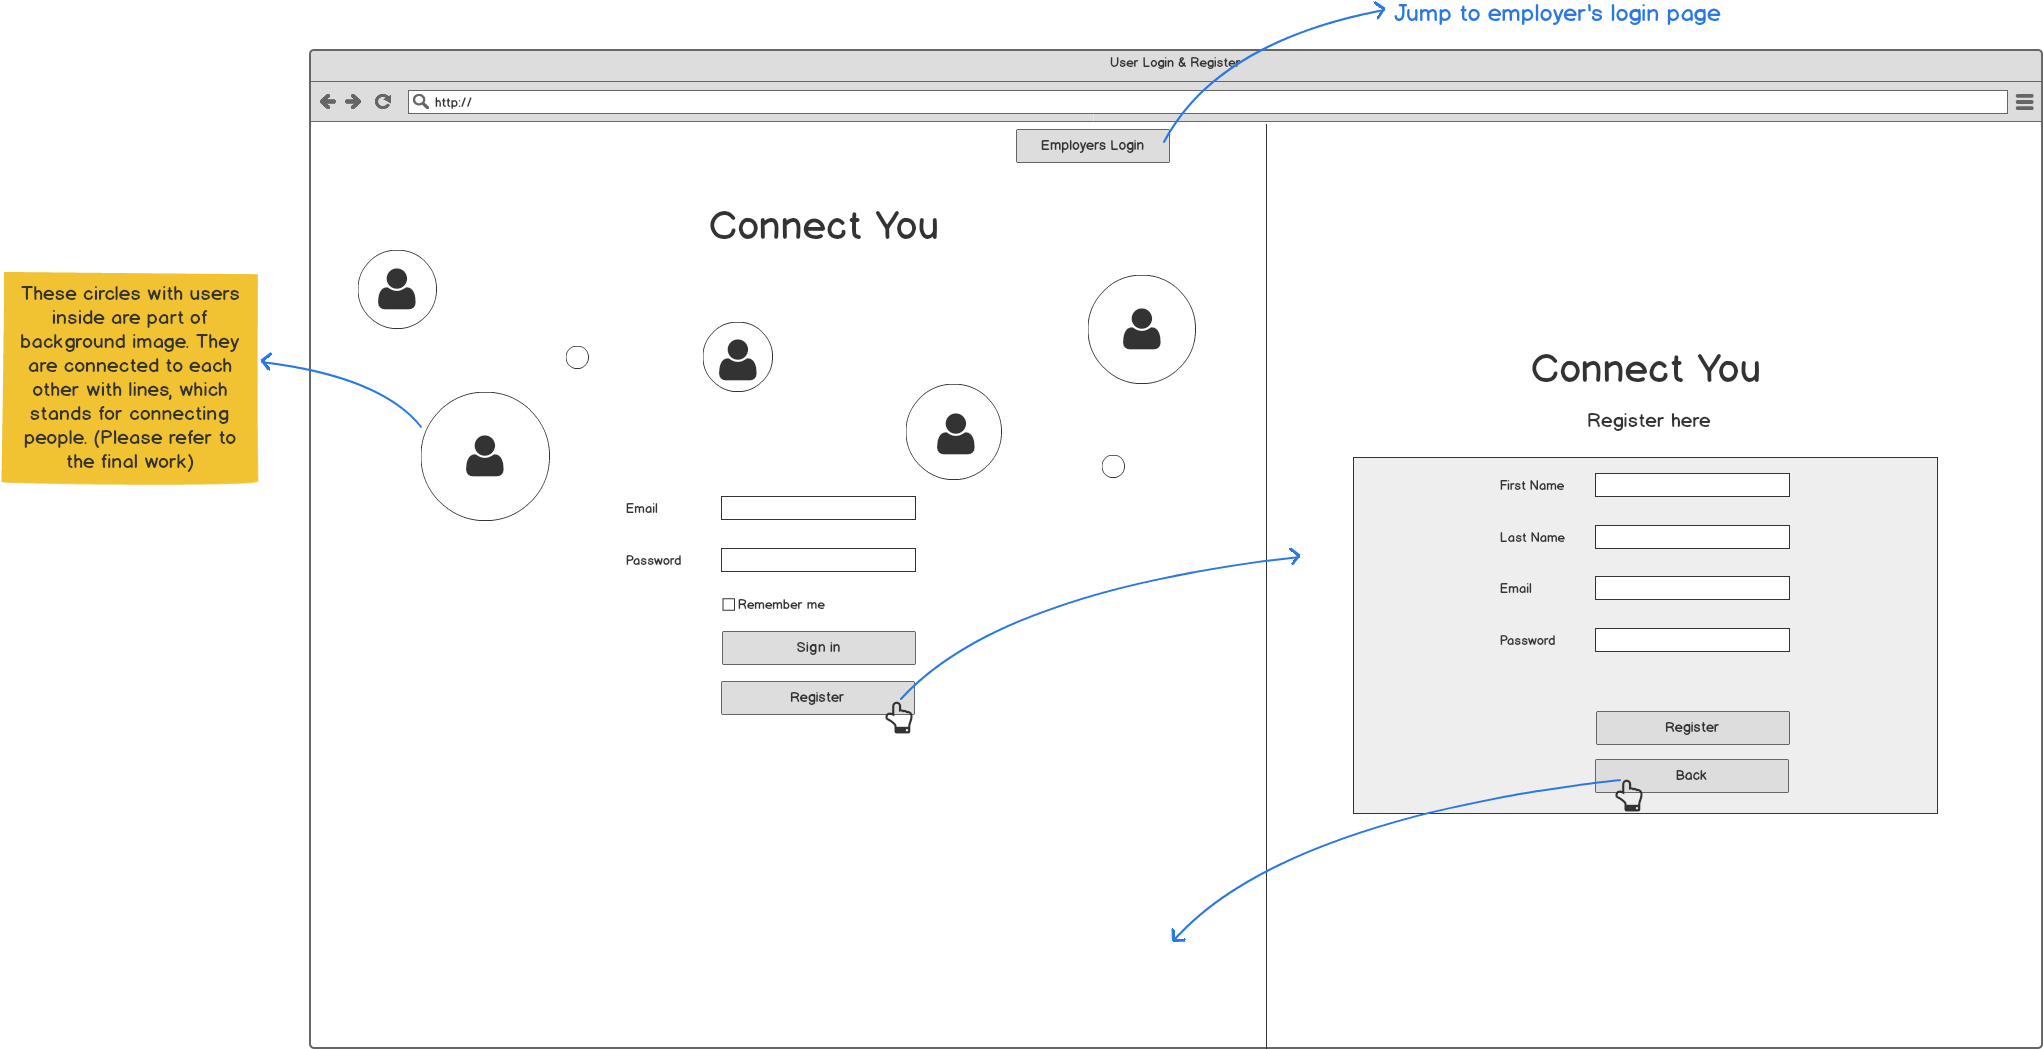 Jump to employer's login page
User Login & Register
http://
Employers Login
Connect You
These circles with users
inside are part of
background image. They
are connected to each
other with lines, which
stands for connecting
people. (Please refer to
the final work)
Email
Password
Remember me
Sign in
Register
Connect You
Register here
First Name
Last Name
Email
Password
Register
Back